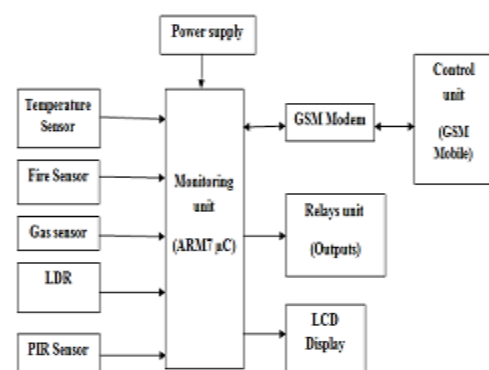 Power supply
Temperature
Sensor
Fire Sensor
Gas sensor
LDR
PIR Sensor
Monitoring
unit
(ARM7 µC)
GSM Modem
Control
unit
(GSM
Mobile)
Relays unit
(Outputs)
LCD
Display